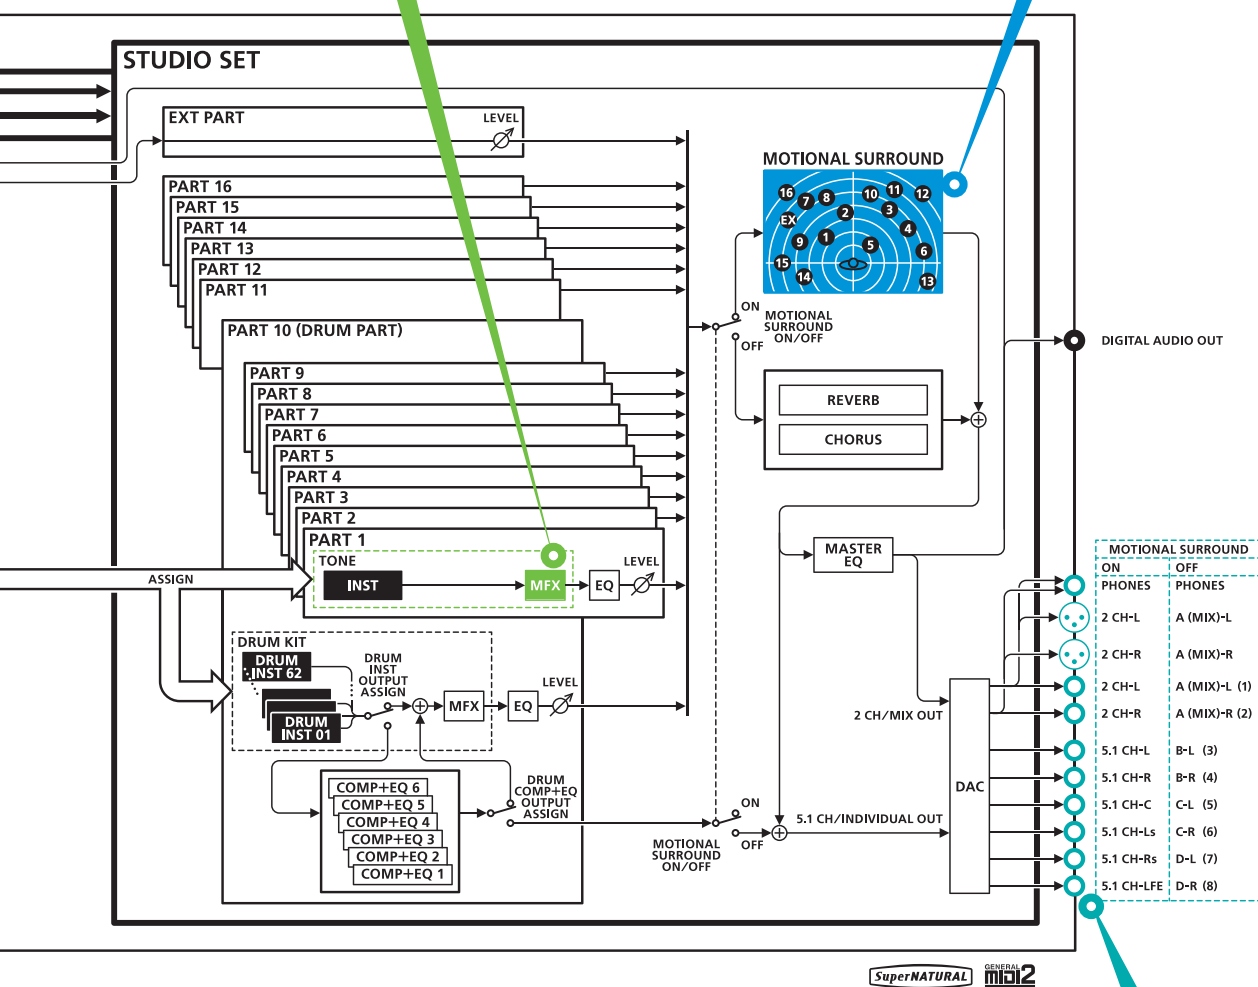 STUDIO SET
EXT PART
LEVEL
PART 16
PART 15
PART 14
PART 13
PART 12
PART 11
PART 10 (DRUM PART)
PART 9
PART 8
PART 7
PART 6
PART 5
PART 4
PART 3
PART 2
PART 1
TONE
INST
MFX
EQ
LEVEL
ASSIGN
DRUM KIT
DRUM
INST 62
DRUM
INST 01
DRUM
INST
OUTPUT
ASSIGN
MFX
EQ
LEVEL
COMP+EQ 6
COMP+EQ 5
COMP+EQ 4
COMP+EQ 3
COMP+EQ 2
COMP+EQ 1
DRUM
COMP+EQ
OUTPUT
ASSIGN
MOTIONAL SURROUND
16
7
8
10
11
12
EX
2
3
4
9
1
5
6
15
14
13
ON
OFF
MOTIONAL
SURROUND
ON/OFF
REVERB
CHORUS
MASTER
EQ
MOTIONAL
SURROUND
ON/OFF
ON
OFF
2 CH/MIX OUT
5.1 CH/INDIVIDUAL OUT
DAC
DIGITAL AUDIO OUT
MOTIONAL SURROUND
ON OFF
PHONES PHONES
2 CH-L A (MIX)-L
2 CH-R A (MIX)-R
2 CH-L A (MIX)-L (1)
2 CH-R A (MIX)-R (2)
5.1 CH-L B-L (3)
5.1 CH-R B-R (4)
5.1 CH-C C-L (5)
5.1 CH-Ls C-R (6)
5.1 CH-Rs D-L (7)
5.1 CH-LFE D-R (8)
SuperNATURAL
GENERAL
MIDI2